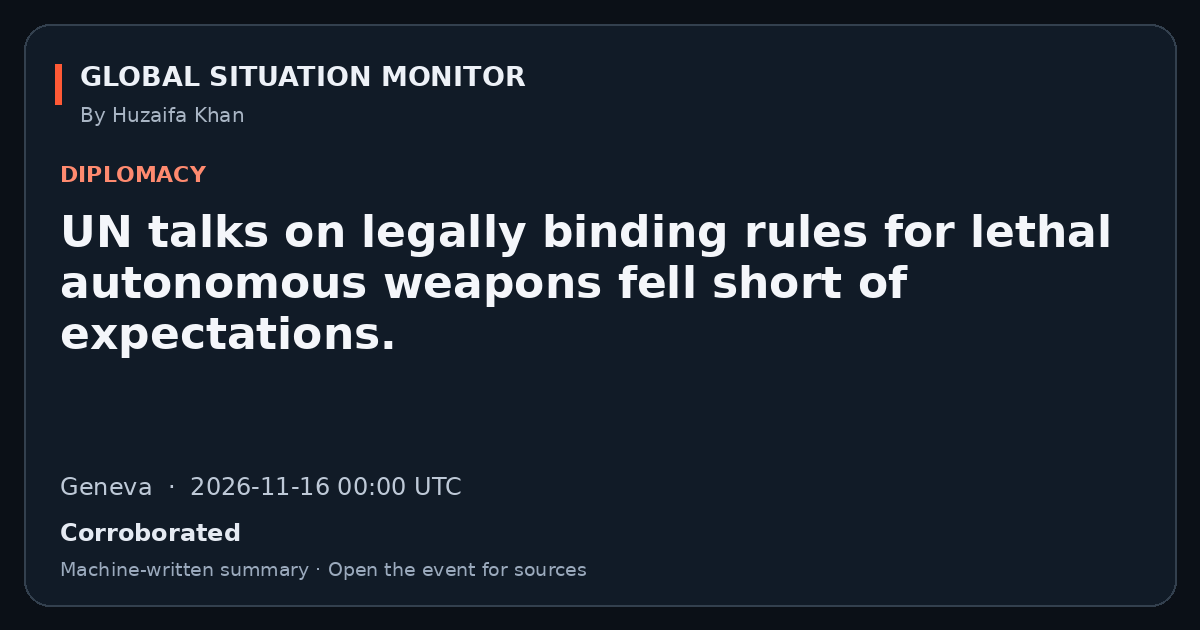 GLOBAL SITUATION MONITOR
By Huzaifa Khan
DIPLOMACY
UN talks on legally binding rules for lethal
autonomous weapons fell short of
expectations.
Geneva · 2026-11-16 00:00 UTC
Corroborated
Machine-written summary · Open the event for sources